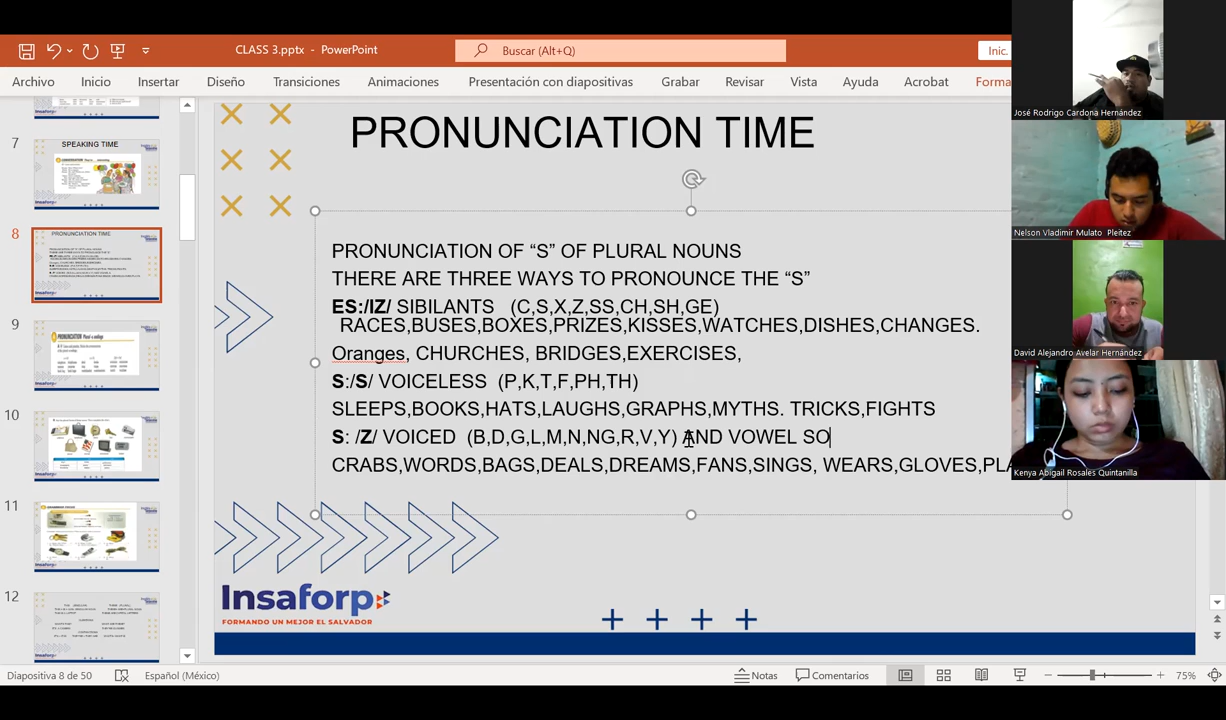 CLASS 3.pptx - PowerPoint
Buscar (Alt+Q)
Inic.
Archivo Inicio Insertar Diseño Transiciones Animaciones Presentación con diapositivas Grabar Revisar Vista Ayuda Acrobat Forma
7
SPEAKING TIME
8
PRONUNCIATION TIME
9
10
11
12
PRONUNCIATION TIME
PRONUNCIATION OF “S” OF PLURAL NOUNS
THERE ARE THREE WAYS TO PRONOUNCE THE “S”
ES:/IZ/ SIBILANTS (C,S,X,Z,SS,CH,SH,GE)
RACES,BUSES,BOXES,PRIZES,KISSES,WATCHES,DISHES,CHANGES.
Oranges, CHURCHES, BRIDGES,EXERCISES,
S:/S/ VOICELESS (P,K,T,F,PH,TH)
SLEEPS,BOOKS,HATS,LAUGHS,GRAPHS,MYTHS. TRICKS,FIGHTS
S: /Z/ VOICED (B,D,G,L,M,N,NG,R,V,Y) AND VOWEL SO
CRABS,WORDS,BAGS,DEALS,DREAMS,FANS,SINGS, WEARS,GLOVES,PLA
Insaforp
FORMANDO UN MEJOR EL SALVADOR
José Rodrigo Cardona Hernández
Nelson Vladimir Mulato Pleitez
David Alejandro Avelar Hernández
Kenya Abigail Rosales Quintanilla
Diapositiva 8 de 50
Español (México)
Notas
Comentarios
75%